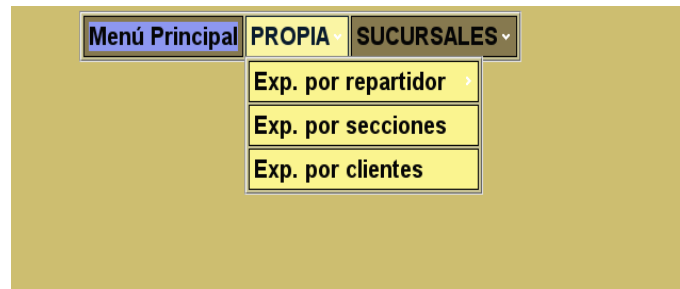 Menú Principal PROPIA SUCURSALES
Exp. por repartidor
Exp. por secciones
Exp. por clientes